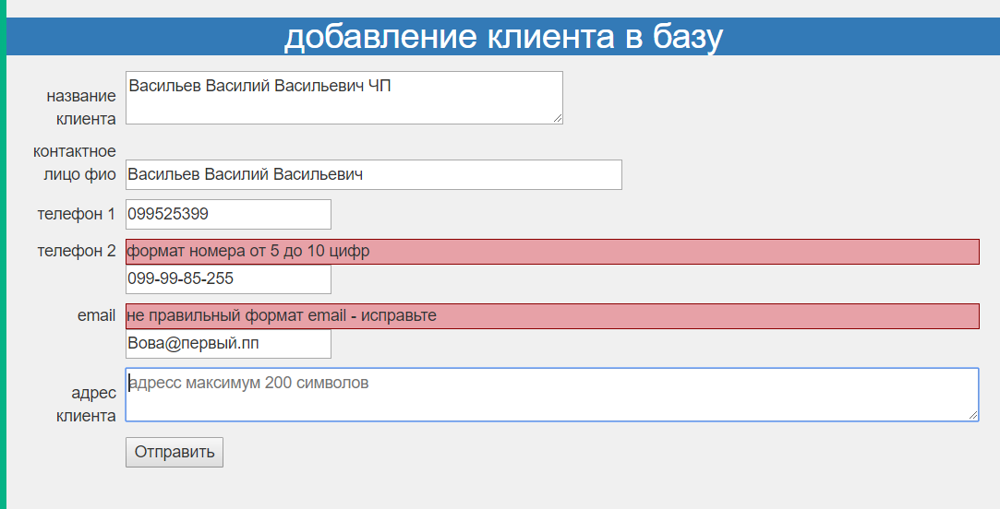 добавление клиента в базу
название
клиента
Васильев Василий Васильевич ЧП
контактное
лицо фио
Васильев Василий Васильевич
телефон 1
099525399
телефон 2
формат номера от 5 до 10 цифр
099-99-85-255
email
не правильный формат email - исправьте
Вова@первый.пп
адрес
клиента
адресс максимум 200 символов
Отправить